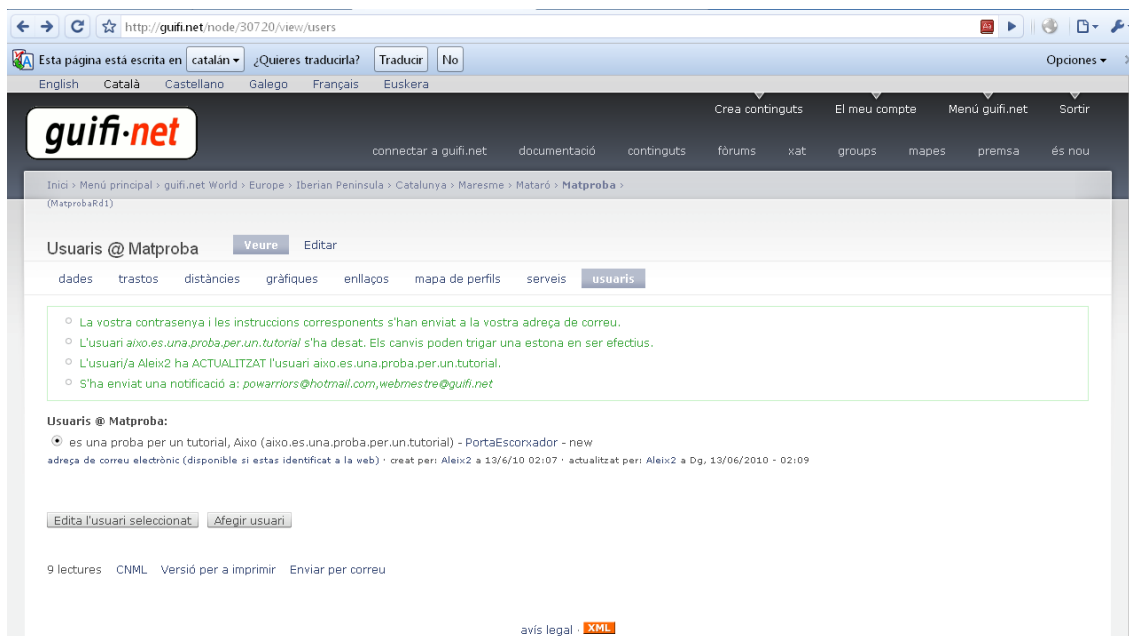 http://guifi.net/node/30720/view/users
Esta página está escrita en catalán ¿Quieres traducirla? Traducir No Opciones
English Català Castellano Galego Français Euskera
Crea continguts El meu compte Menú guifi.net Sortir
guifi·net
connectar a guifi.net documentació continguts fòrums xat groups mapes premsa és nou
Inici › Menú principal › guifi.net World › Europe › Iberian Peninsula › Catalunya › Maresme › Mataró › Matproba ›
(MatprobaRd1)
Usuaris @ Matproba Veure Editar
dades trastos distàncies gràfiques enllaços mapa de perfils serveis usuaris
La vostra contrasenya i les instruccions corresponents s'han enviat a la vostra adreça de correu.
L'usuari aixo.es.una.proba.per.un.tutorial s'ha desat. Els canvis poden trigar una estona en ser efectius.
L'usuari/a Aleix2 ha ACTUALITZAT l'usuari aixo.es.una.proba.per.un.tutorial.
S'ha enviat una notificació a: powarriors@hotmail.com,webmestre@guifi.net
Usuaris @ Matproba:
es una proba per un tutorial, Aixo (aixo.es.una.proba.per.un.tutorial) - PortaEscorxador - new
adreça de correu electrònic (disponible si estas identificat a la web) · creat per: Aleix2 a 13/6/10 02:07 · actualitzat per: Aleix2 a Dg, 13/06/2010 - 02:09
Edita l'usuari seleccionat Afegir usuari
9 lectures CNML Versió per a imprimir Enviar per correu
avís legal · XML